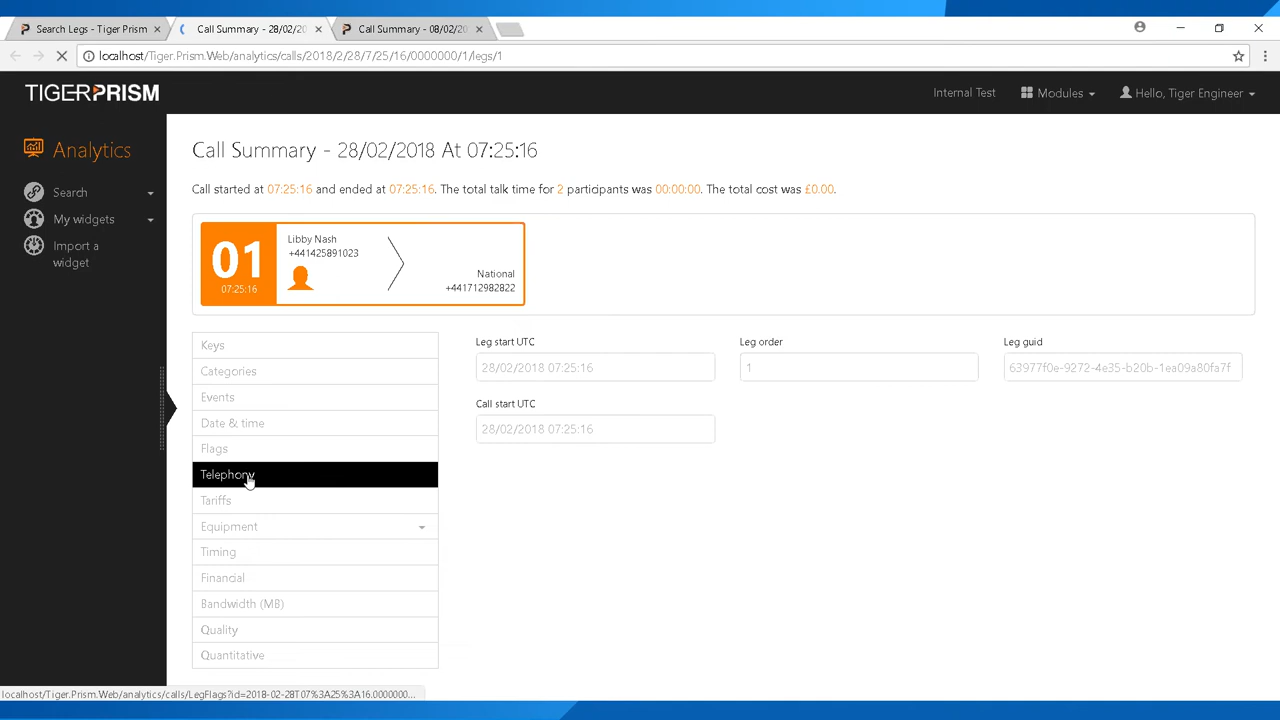 Search Legs - Tiger Prism
Call Summary - 28/02/20
Call Summary - 08/02/20
localhost/Tiger.Prism.Web/analytics/calls/2018/2/28/7/25/16/0000000/1/legs/1
TIGERPRISM
Internal Test
Modules
Hello, Tiger Engineer
Analytics
Search
My widgets
Import a
widget
Call Summary - 28/02/2018 At 07:25:16
Call started at 07:25:16 and ended at 07:25:16. The total talk time for 2 participants was 00:00:00. The total cost was £0.00.
01
07:25:16
Libby Nash
+441425891023
National
+441712982822
Keys
Categories
Events
Date & time
Flags
Telephony
Tariffs
Equipment
Timing
Financial
Bandwidth (MB)
Quality
Quantitative
Leg start UTC
28/02/2018 07:25:16
Leg order
1
Leg guid
63977f0e-9272-4e35-b20b-1ea09a80fa7f
Call start UTC
28/02/2018 07:25:16
localhost/Tiger.Prism.Web/analytics/calls/LegFlags?id=2018-02-28T07%3A25%3A16.0000000...